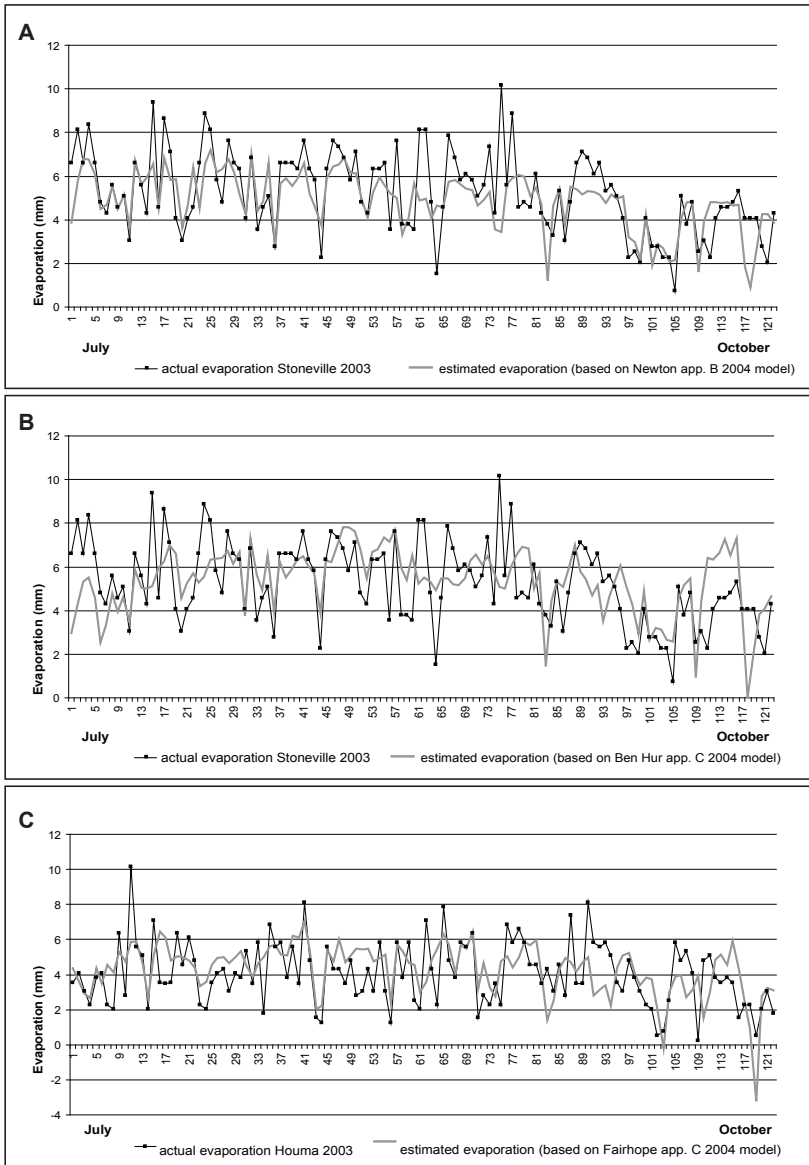 A
12
10
8
6
4
2
0
Evaporation (mm)
1 5 9 13 17 21 25 29 33 37 41 45 49 53 57 61 65 69 73 77 81 85 89 93 97 101 105 109 113 117 121
July October
actual evaporation Stoneville 2003 estimated evaporation (based on Newton app. B 2004 model)
B
12
10
8
6
4
2
0
Evaporation (mm)
1 5 9 13 17 21 25 29 33 37 41 45 49 53 57 61 65 69 73 77 81 85 89 93 97 101 105 109 113 117 121
July October
actual evaporation Stoneville 2003 estimated evaporation (based on Ben Hur app. C 2004 model)
C
12
10
8
6
4
2
0
-2
-4
Evaporation (mm)
1 5 9 13 17 21 25 29 33 37 41 45 49 53 57 61 65 69 73 77 81 85 89 93 97 101 105 109 113 117 121
July October
actual evaporation Houma 2003 estimated evaporation (based on Fairhope app. C 2004 model)